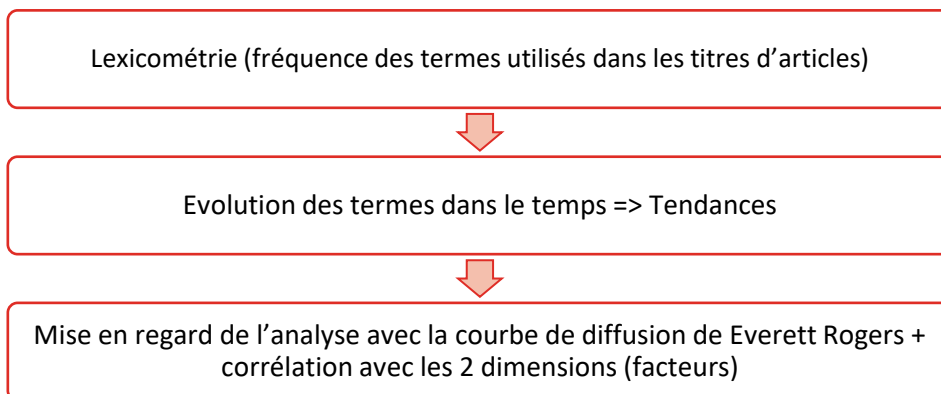 Lexicométrie (fréquence des termes utilisés dans les titres d’articles)
Evolution des termes dans le temps => Tendances
Mise en regard de l’analyse avec la courbe de diffusion de Everett Rogers +
corrélation avec les 2 dimensions (facteurs)